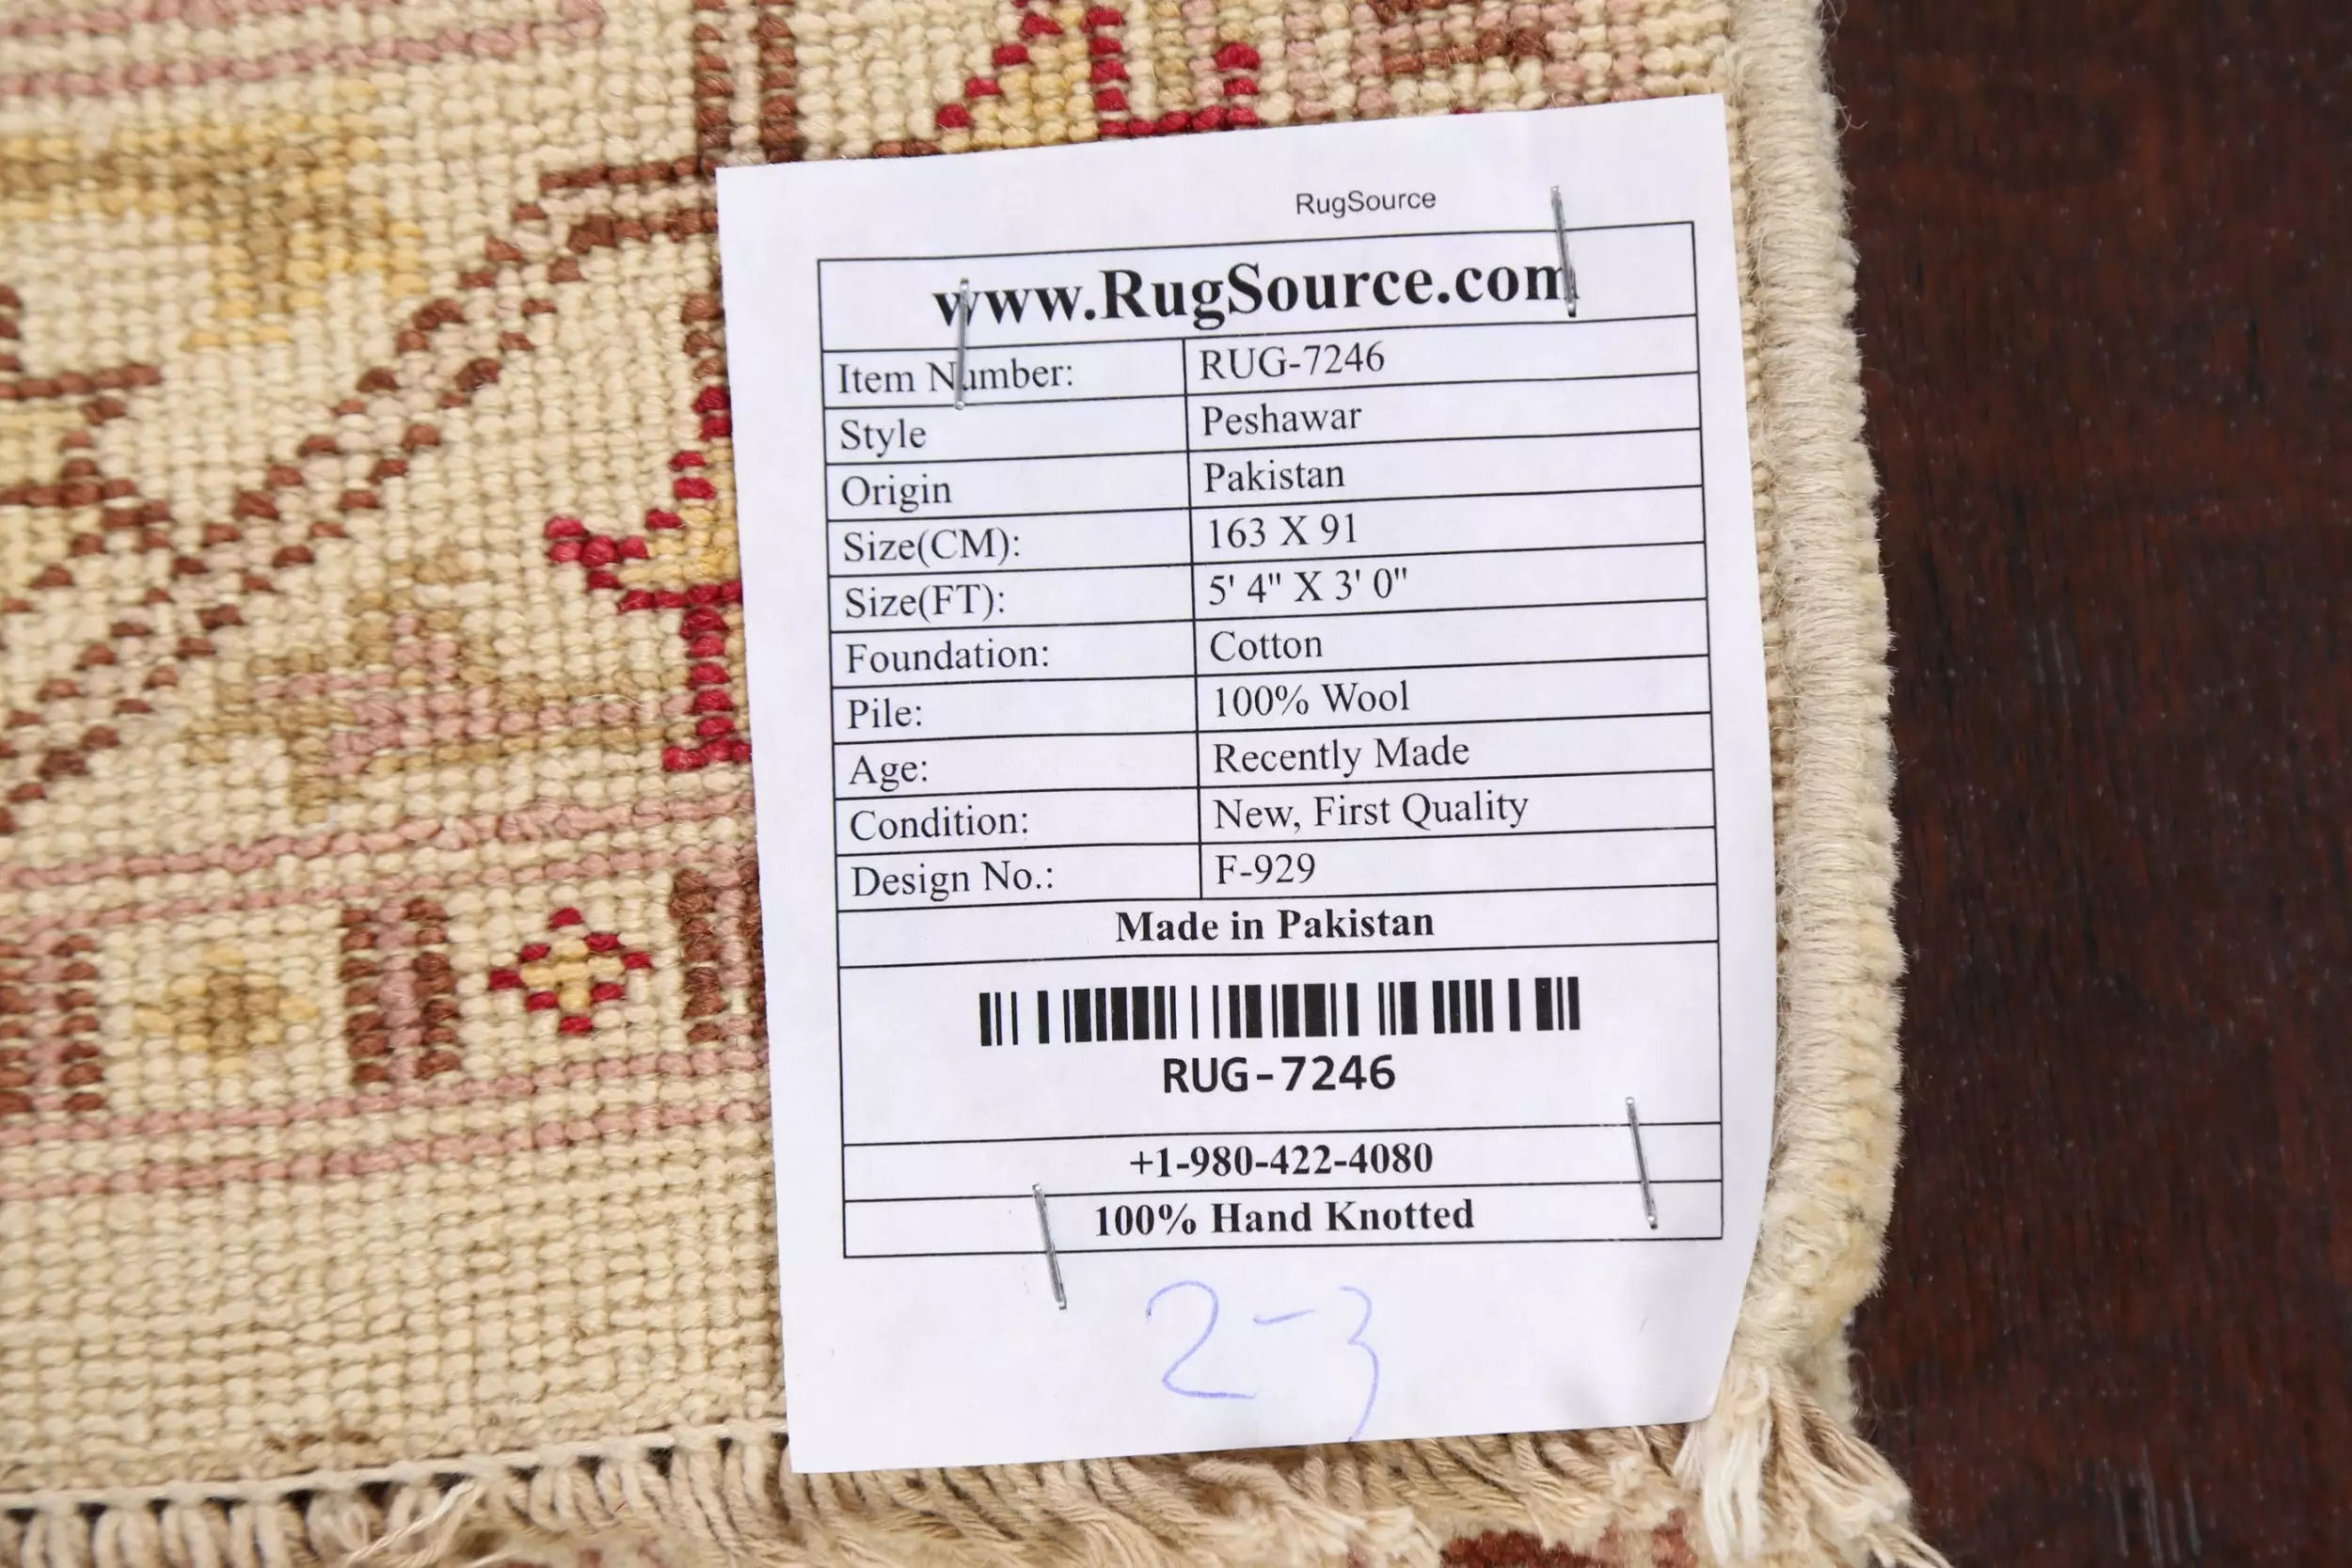 RugSource
www.RugSource.com
Item Number: RUG-7246
Style Peshawar
Origin Pakistan
Size(CM): 163 X 91
Size(FT): 5' 4" X 3' 0"
Foundation: Cotton
Pile: 100% Wool
Age: Recently Made
Condition: New, First Quality
Design No.: F-929
Made in Pakistan
RUG-7246
+1-980-422-4080
100% Hand Knotted
2-3